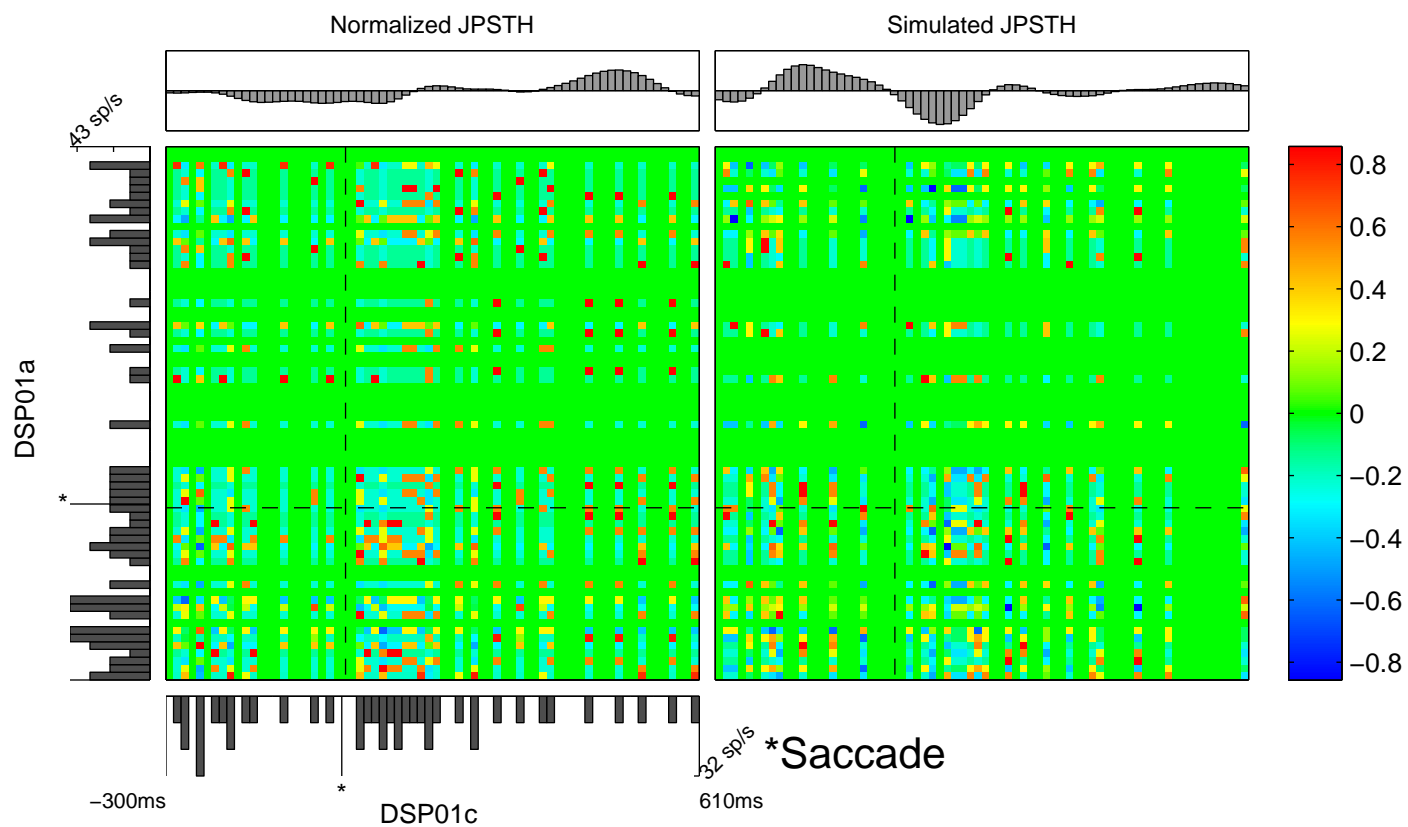 Normalized JPSTH
Simulated JPSTH
43 sp/s
DSP01a
*
0.8
0.6
0.4
0.2
0
−0.2
−0.4
−0.6
−0.8
32 sp/s
*Saccade
−300ms
*
DSP01c
610ms